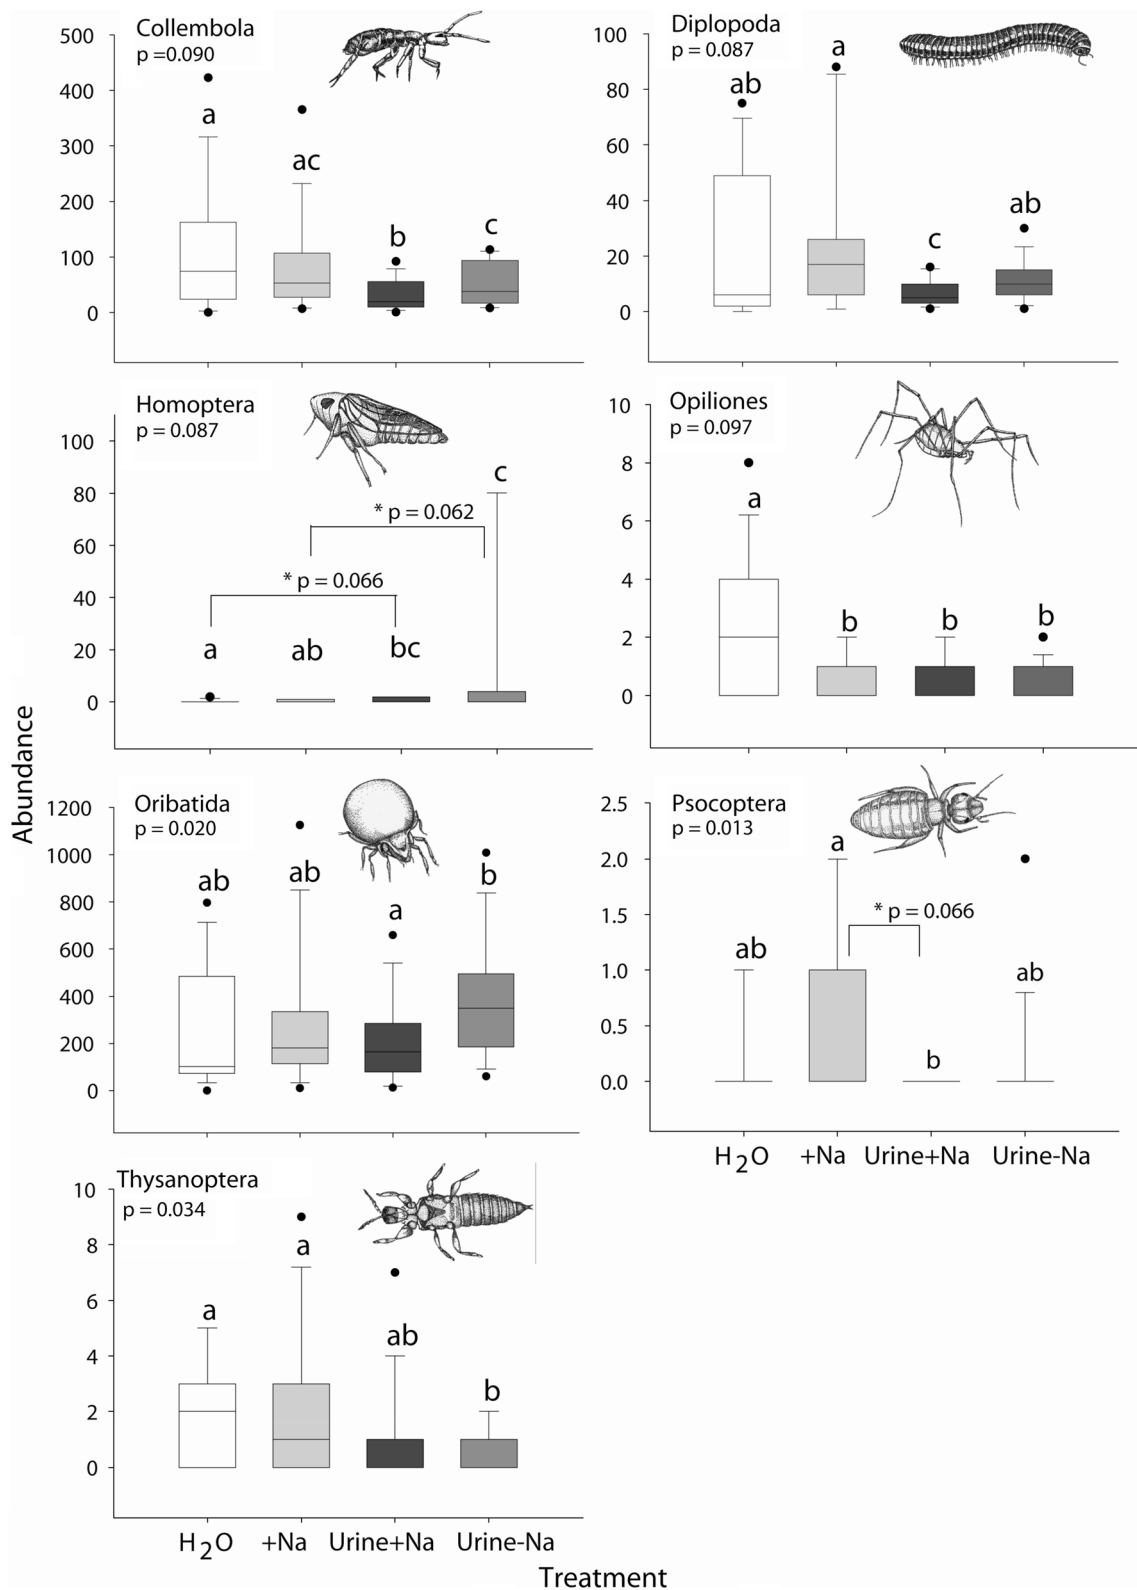 Collembola
p =0.090
500
400
300
200
100
0
a
ac
b
c
Diplopoda
p = 0.087
100
80
60
40
20
0
ab
a
c
ab
Homoptera
p = 0.087
100
80
60
40
20
0
a
ab
bc
c
* p = 0.062
* p = 0.066
Opiliones
p = 0.097
10
8
6
4
2
0
a
b
b
b
Abundance
Oribatida
p = 0.020
1200
1000
800
600
400
200
0
ab
ab
a
b
Psocoptera
p = 0.013
2.5
2.0
1.5
1.0
0.5
0.0
ab
a
b
ab
* p = 0.066
H2O +Na Urine+Na Urine-Na
Thysanoptera
p = 0.034
10
8
6
4
2
0
a
a
ab
b
H2O +Na Urine+Na Urine-Na
Treatment